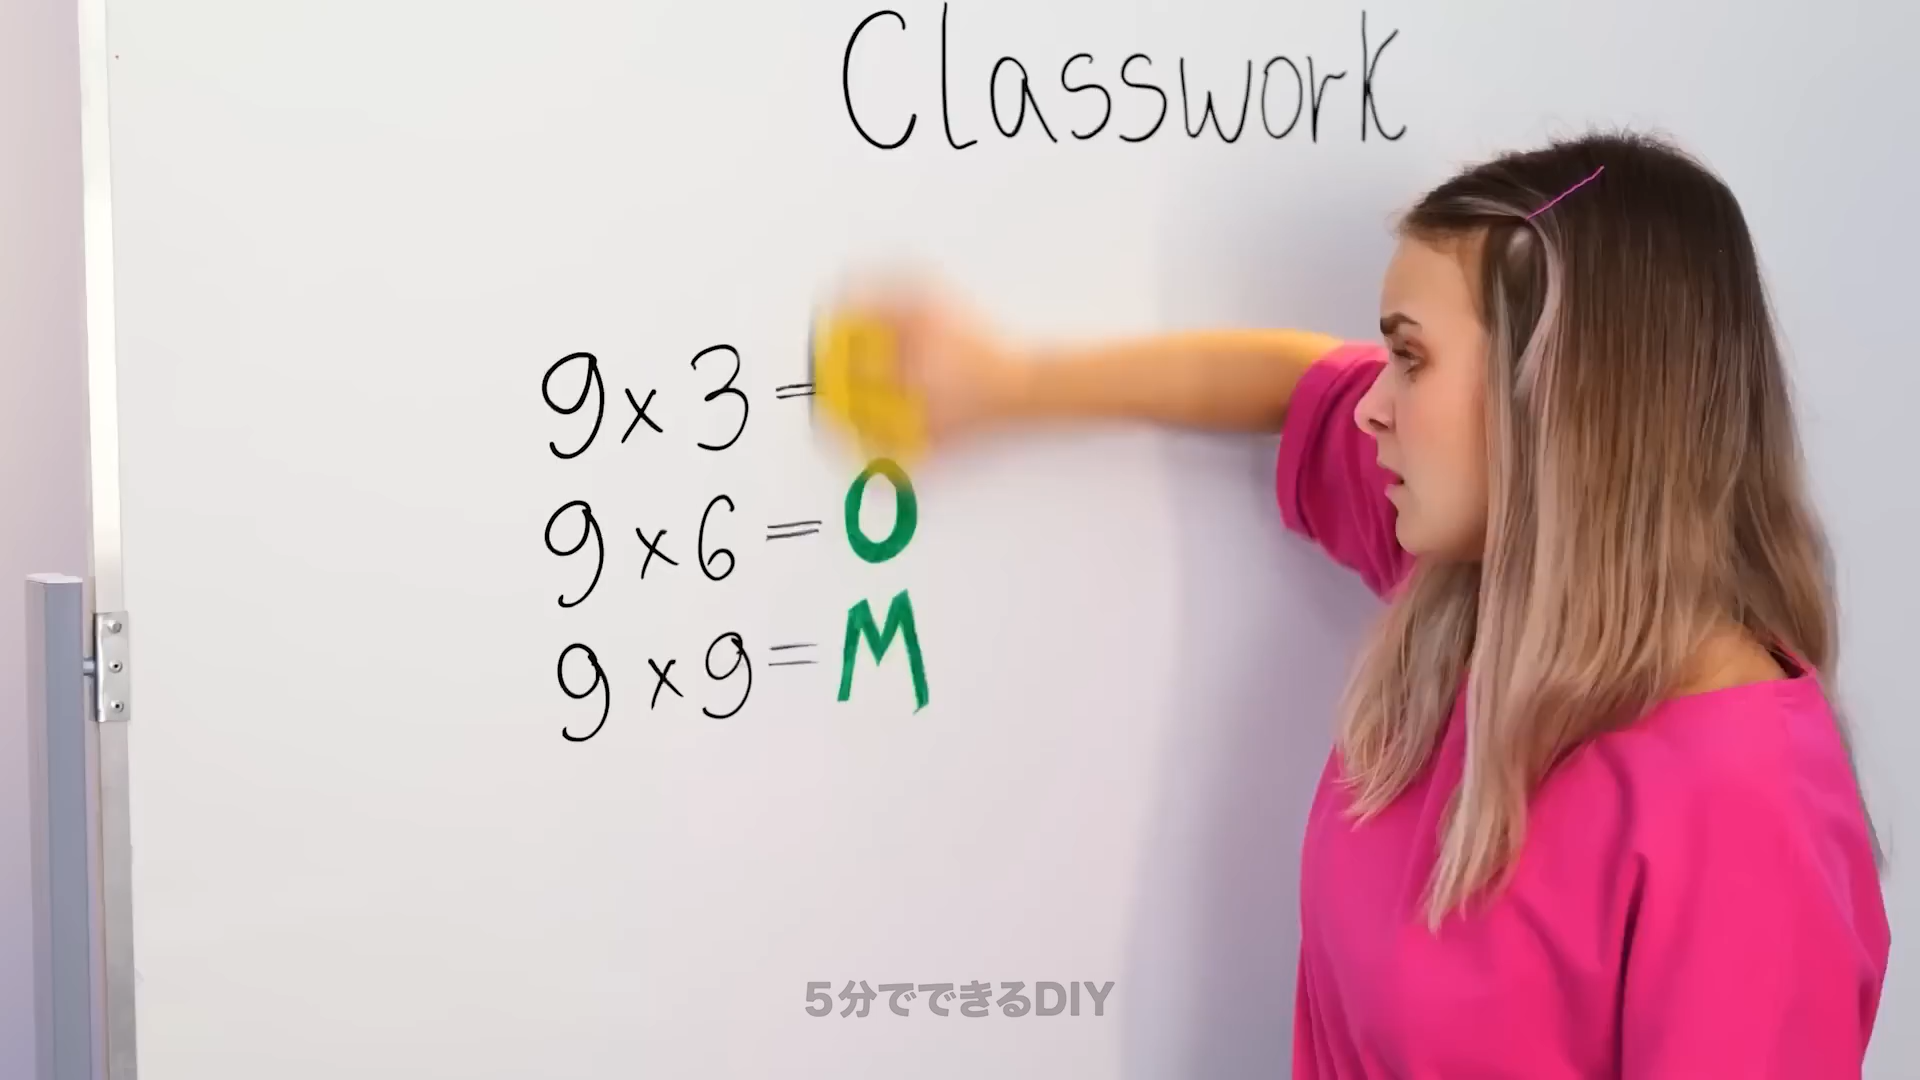 Classwork
9 x 3 =
9 x 6 = O
9 x 9 = M
5分でできるDIY